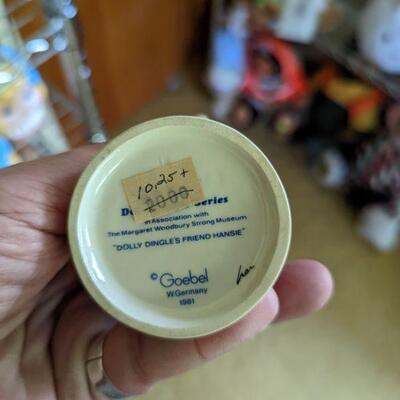 10.25+
2000
Series
in Association with
The Margaret Woodbury Strong Museum
"DOLLY DINGLE'S FRIEND HANSIE"
© Goebel
W.Germany
1981